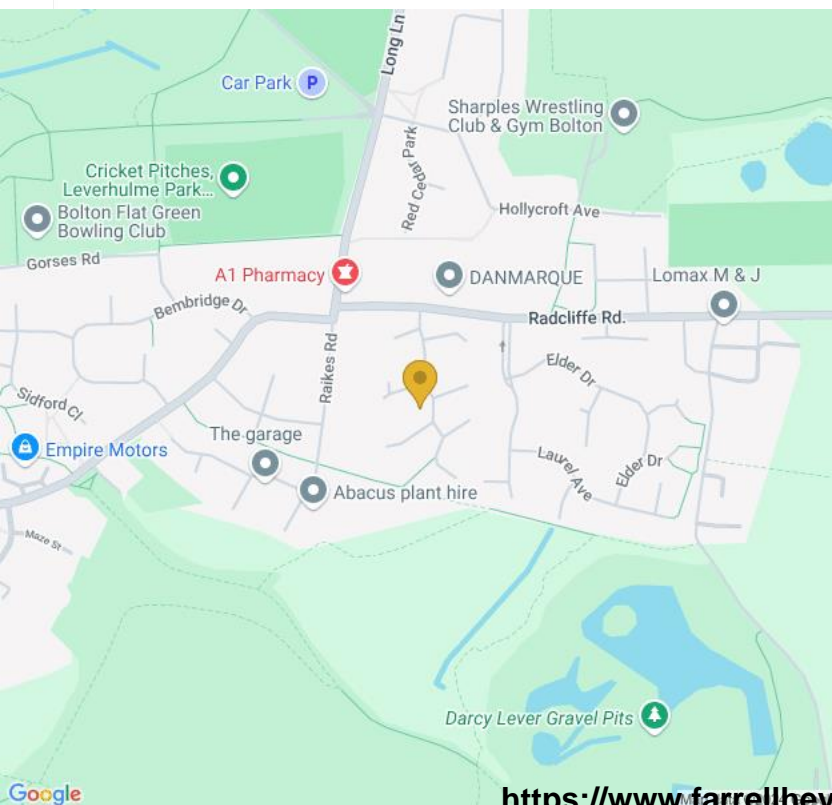 Long Ln
Car Park
P
Sharples Wrestling
Club & Gym Bolton
Red Cedar Park
Cricket Pitches,
Leverhulme Park...
Bolton Flat Green
Bowling Club
Hollycroft Ave
Gorses Rd
A1 Pharmacy
DANMARQUE
Lomax M & J
Bembridge Dr
Radcliffe Rd.
Raikes Rd
Elder Dr
Sidford Cl
The garage
Empire Motors
Laurel Ave
Elder Dr
Abacus plant hire
Maze St
Darcy Lever Gravel Pits
Google
https://www.farrellhey